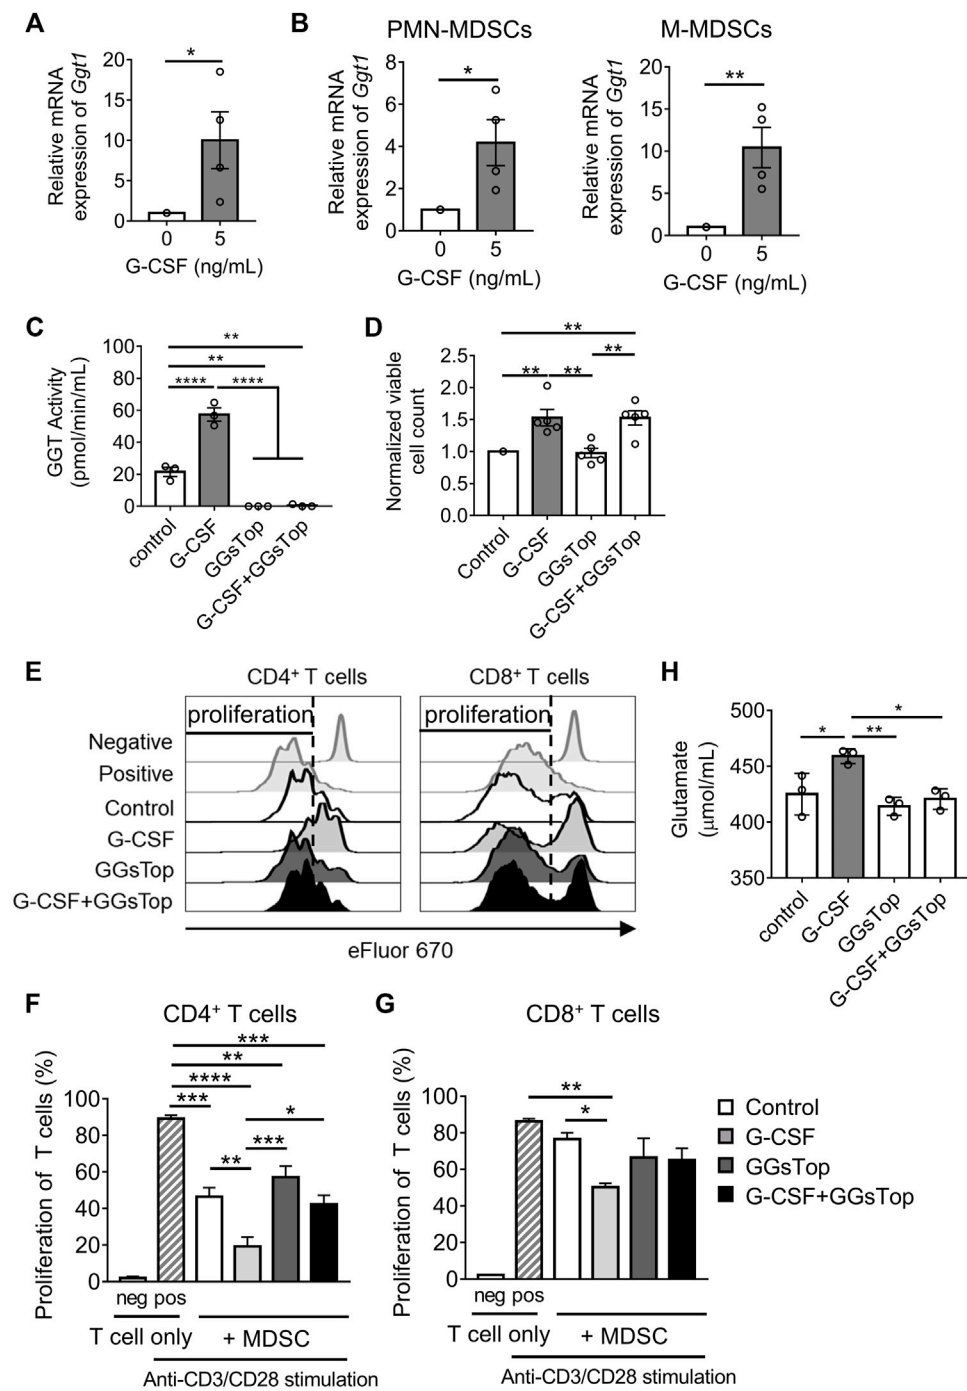 A
Relative mRNA
expression of Ggt1
20
15
10
5
0
*
0
5
G-CSF (ng/mL)
B
PMN-MDSCs
Relative mRNA
expression of Ggt1
8
6
4
2
0
*
0
5
G-CSF (ng/mL)
M-MDSCs
Relative mRNA
expression of Ggt1
20
15
10
5
0
**
0
5
G-CSF (ng/mL)
C
GGT Activity
(pmol/min/mL)
100
80
60
40
20
0
**
**
****
****
control
G-CSF
GGsTop
G-CSF+GGsTop
D
Normalized viable
cell count
2.5
2.0
1.5
1.0
0.5
0.0
**
**
**
**
Control
G-CSF
GGsTop
G-CSF+GGsTop
E
CD4+ T cells
CD8+ T cells
proliferation
proliferation
Negative
Positive
Control
G-CSF
GGsTop
G-CSF+GGsTop
eFluor 670
H
Glutamate
(μmol/mL)
500
450
400
350
*
**
*
control
G-CSF
GGsTop
G-CSF+GGsTop
F
CD4+ T cells
Proliferation of T cells (%)
100
80
60
40
20
0
***
**
****
***
*
***
**
neg pos
T cell only
+ MDSC
Anti-CD3/CD28 stimulation
G
CD8+ T cells
Proliferation of T cells (%)
100
80
60
40
20
0
**
*
neg pos
T cell only
+ MDSC
Anti-CD3/CD28 stimulation
Control
G-CSF
GGsTop
G-CSF+GGsTop